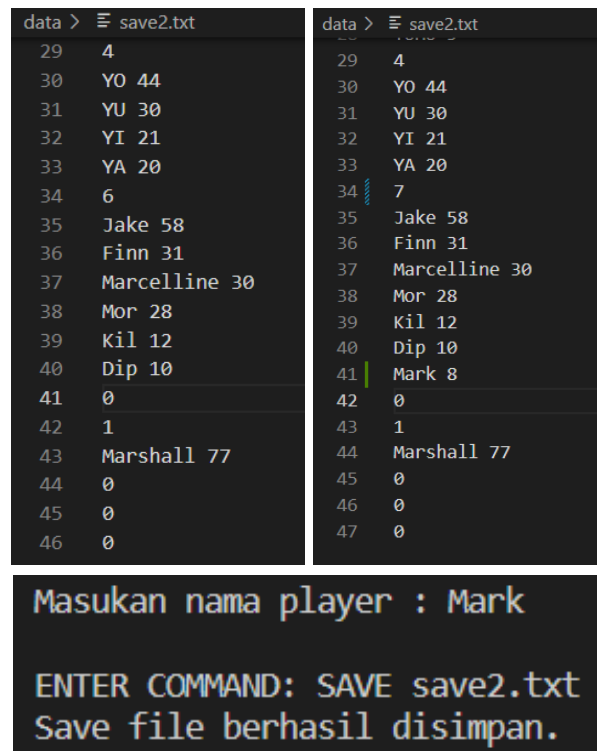 data > save2.txt
29 4
30 YO 44
31 YU 30
32 YI 21
33 YA 20
34 6
35 Jake 58
36 Finn 31
37 Marcelline 30
38 Mor 28
39 Kil 12
40 Dip 10
41 0
42 1
43 Marshall 77
44 0
45 0
46 0
data > save2.txt
29 4
30 YO 44
31 YU 30
32 YI 21
33 YA 20
34 7
35 Jake 58
36 Finn 31
37 Marcelline 30
38 Mor 28
39 Kil 12
40 Dip 10
41 Mark 8
42 0
43 1
44 Marshall 77
45 0
46 0
47 0
Masukan nama player : Mark
ENTER COMMAND: SAVE save2.txt
Save file berhasil disimpan.